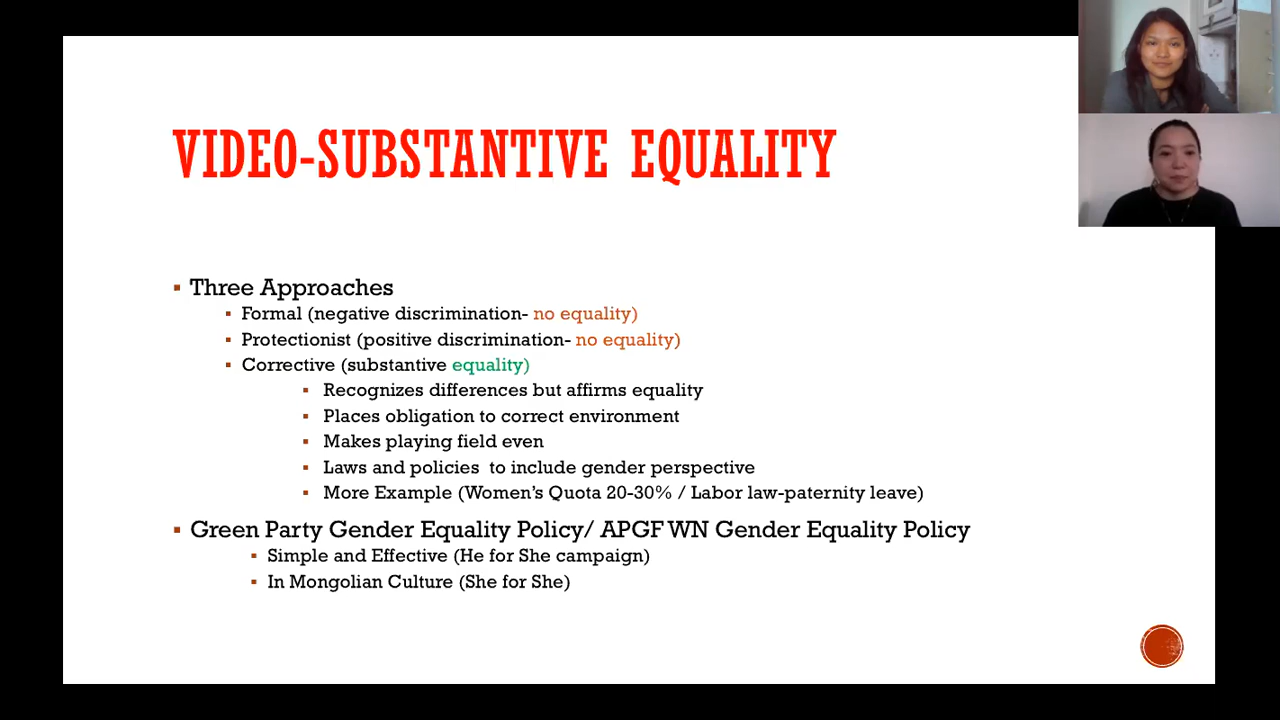 VIDEO-SUBSTANTIVE EQUALITY
Three Approaches
Formal (negative discrimination- no equality)
Protectionist (positive discrimination- no equality)
Corrective (substantive equality)
Recognizes differences but affirms equality
Places obligation to correct environment
Makes playing field even
Laws and policies to include gender perspective
More Example (Women's Quota 20-30% / Labor law-paternity leave)
Green Party Gender Equality Policy/ APGF WN Gender Equality Policy
Simple and Effective (He for She campaign)
In Mongolian Culture (She for She)